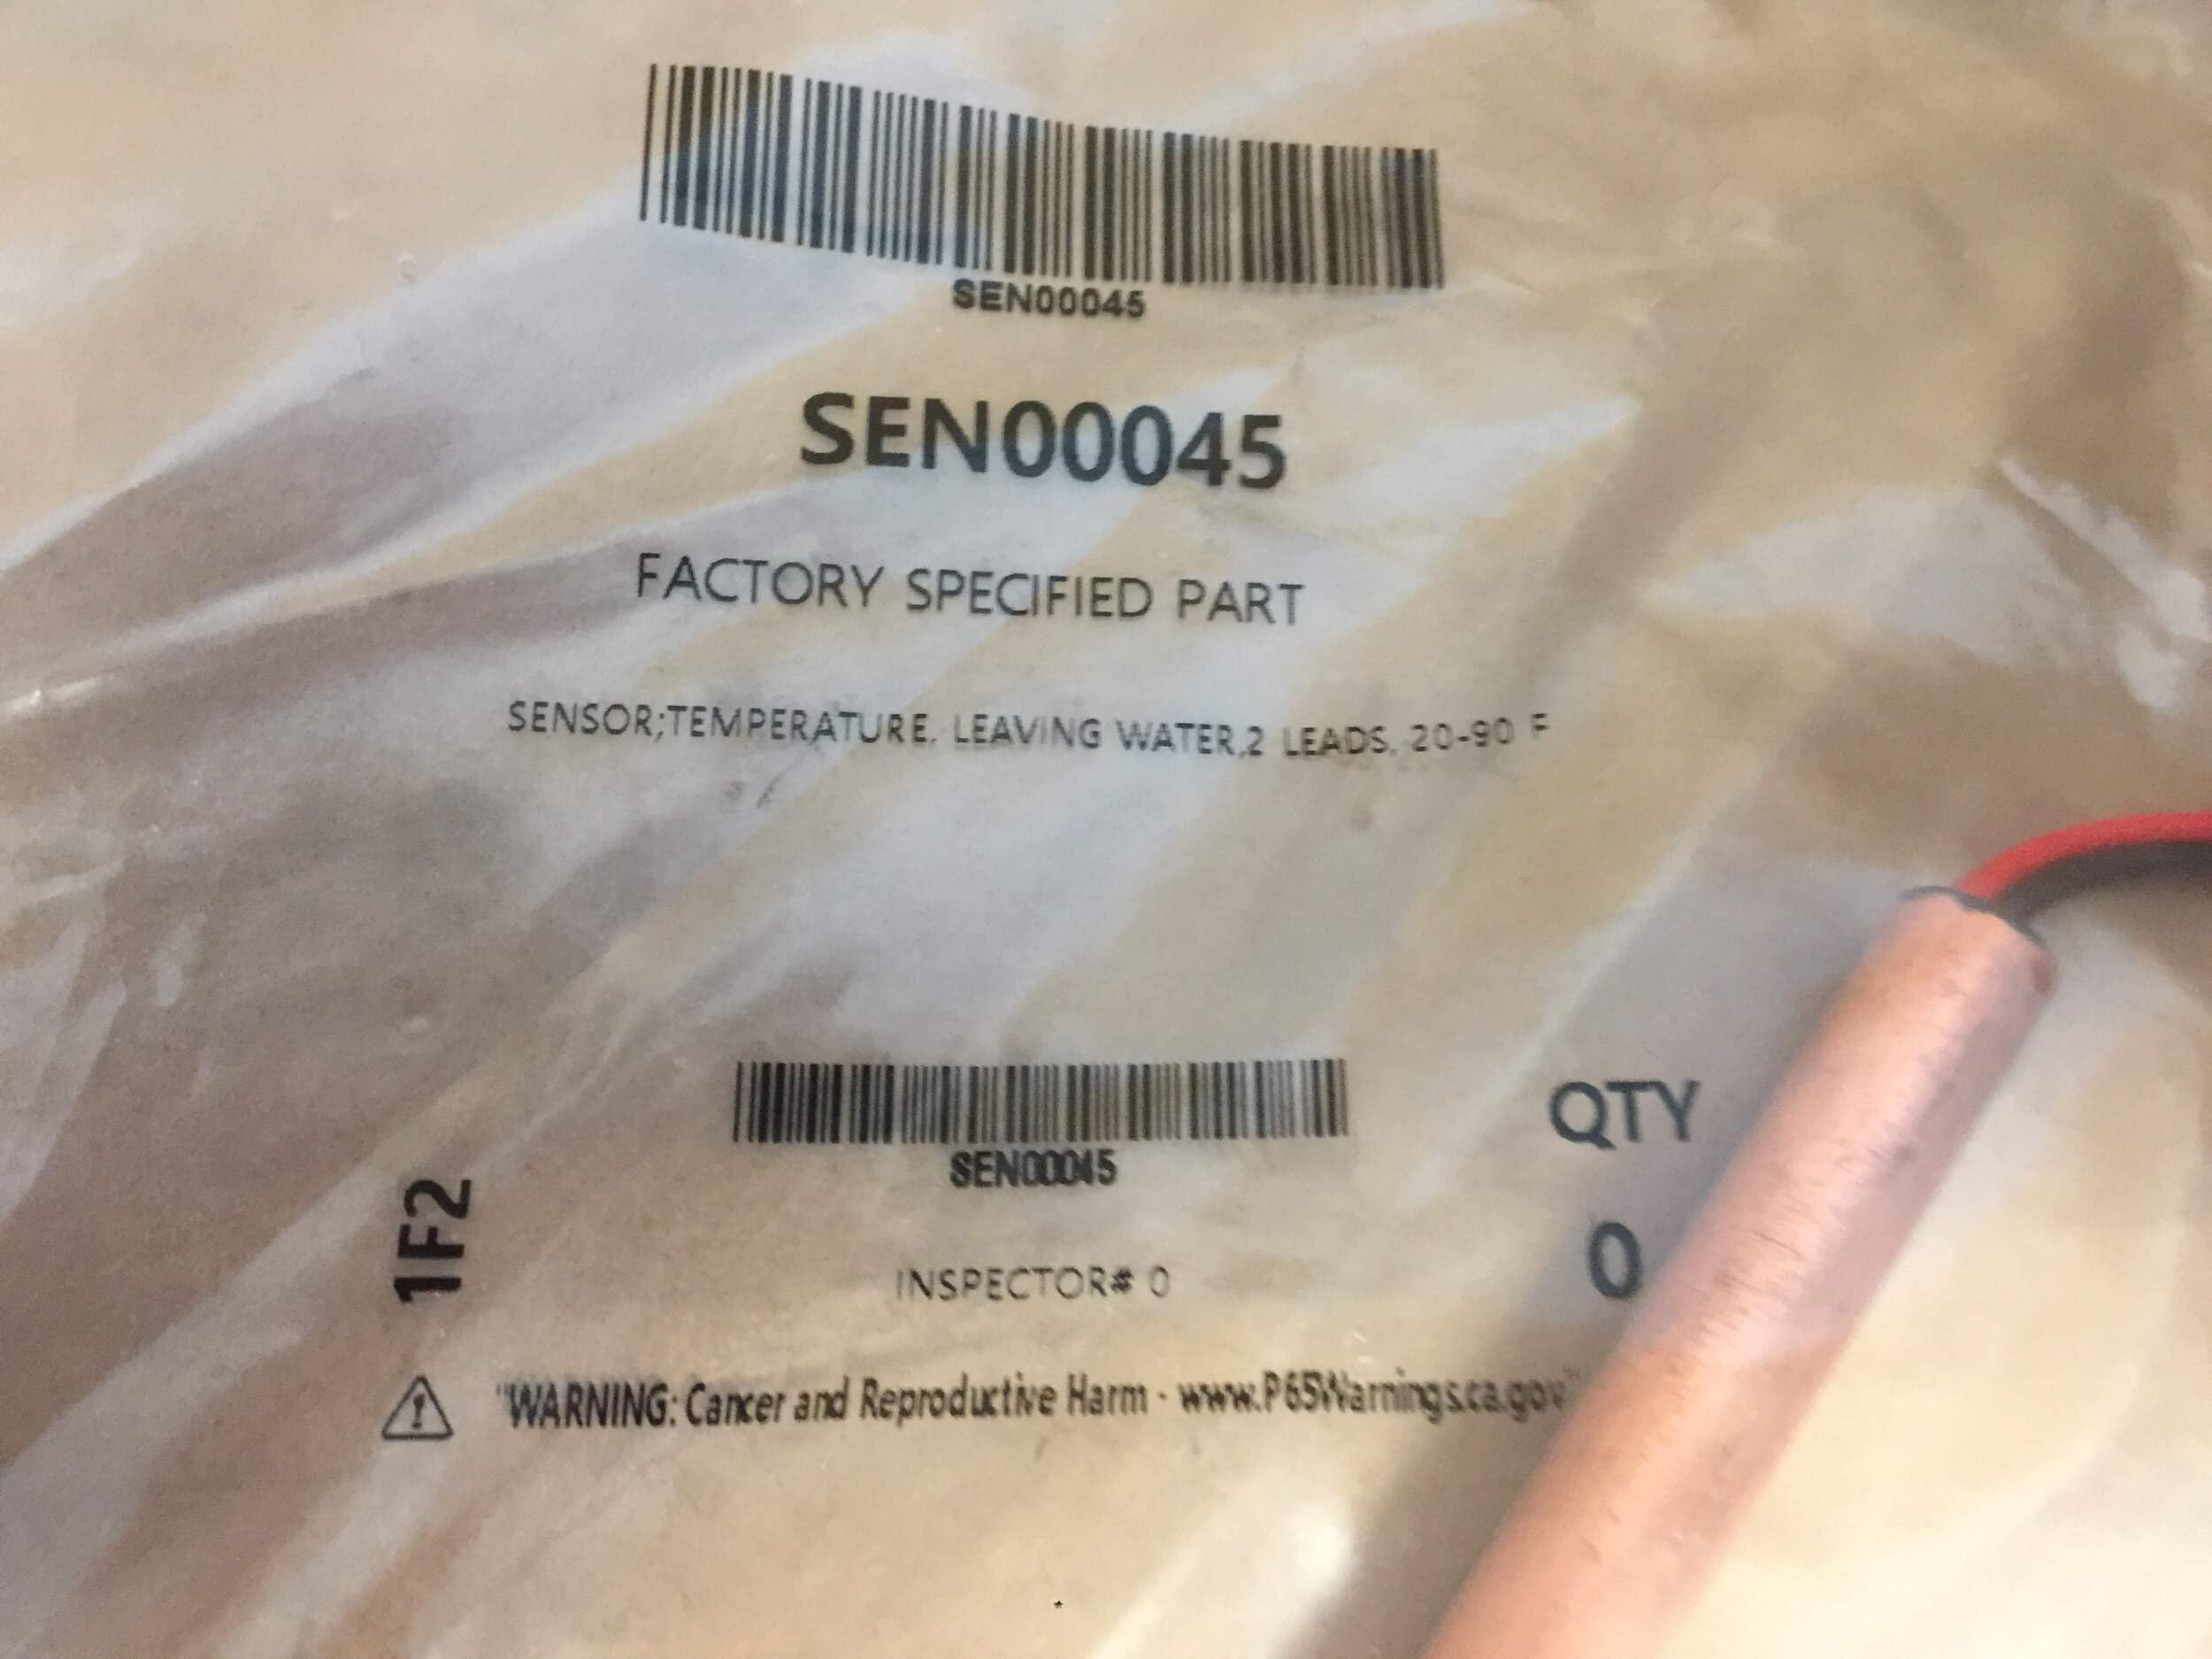 SEN00045
SEN00045
FACTORY SPECIFIED PART
SENSOR;TEMPERATURE, LEAVING WATER,2 LEADS, 20-90 F
SEN00045
QTY
0
1F2
INSPECTOR# 0
"WARNING: Cancer and Reproductive Harm - www.P65Warnings.ca.gov"